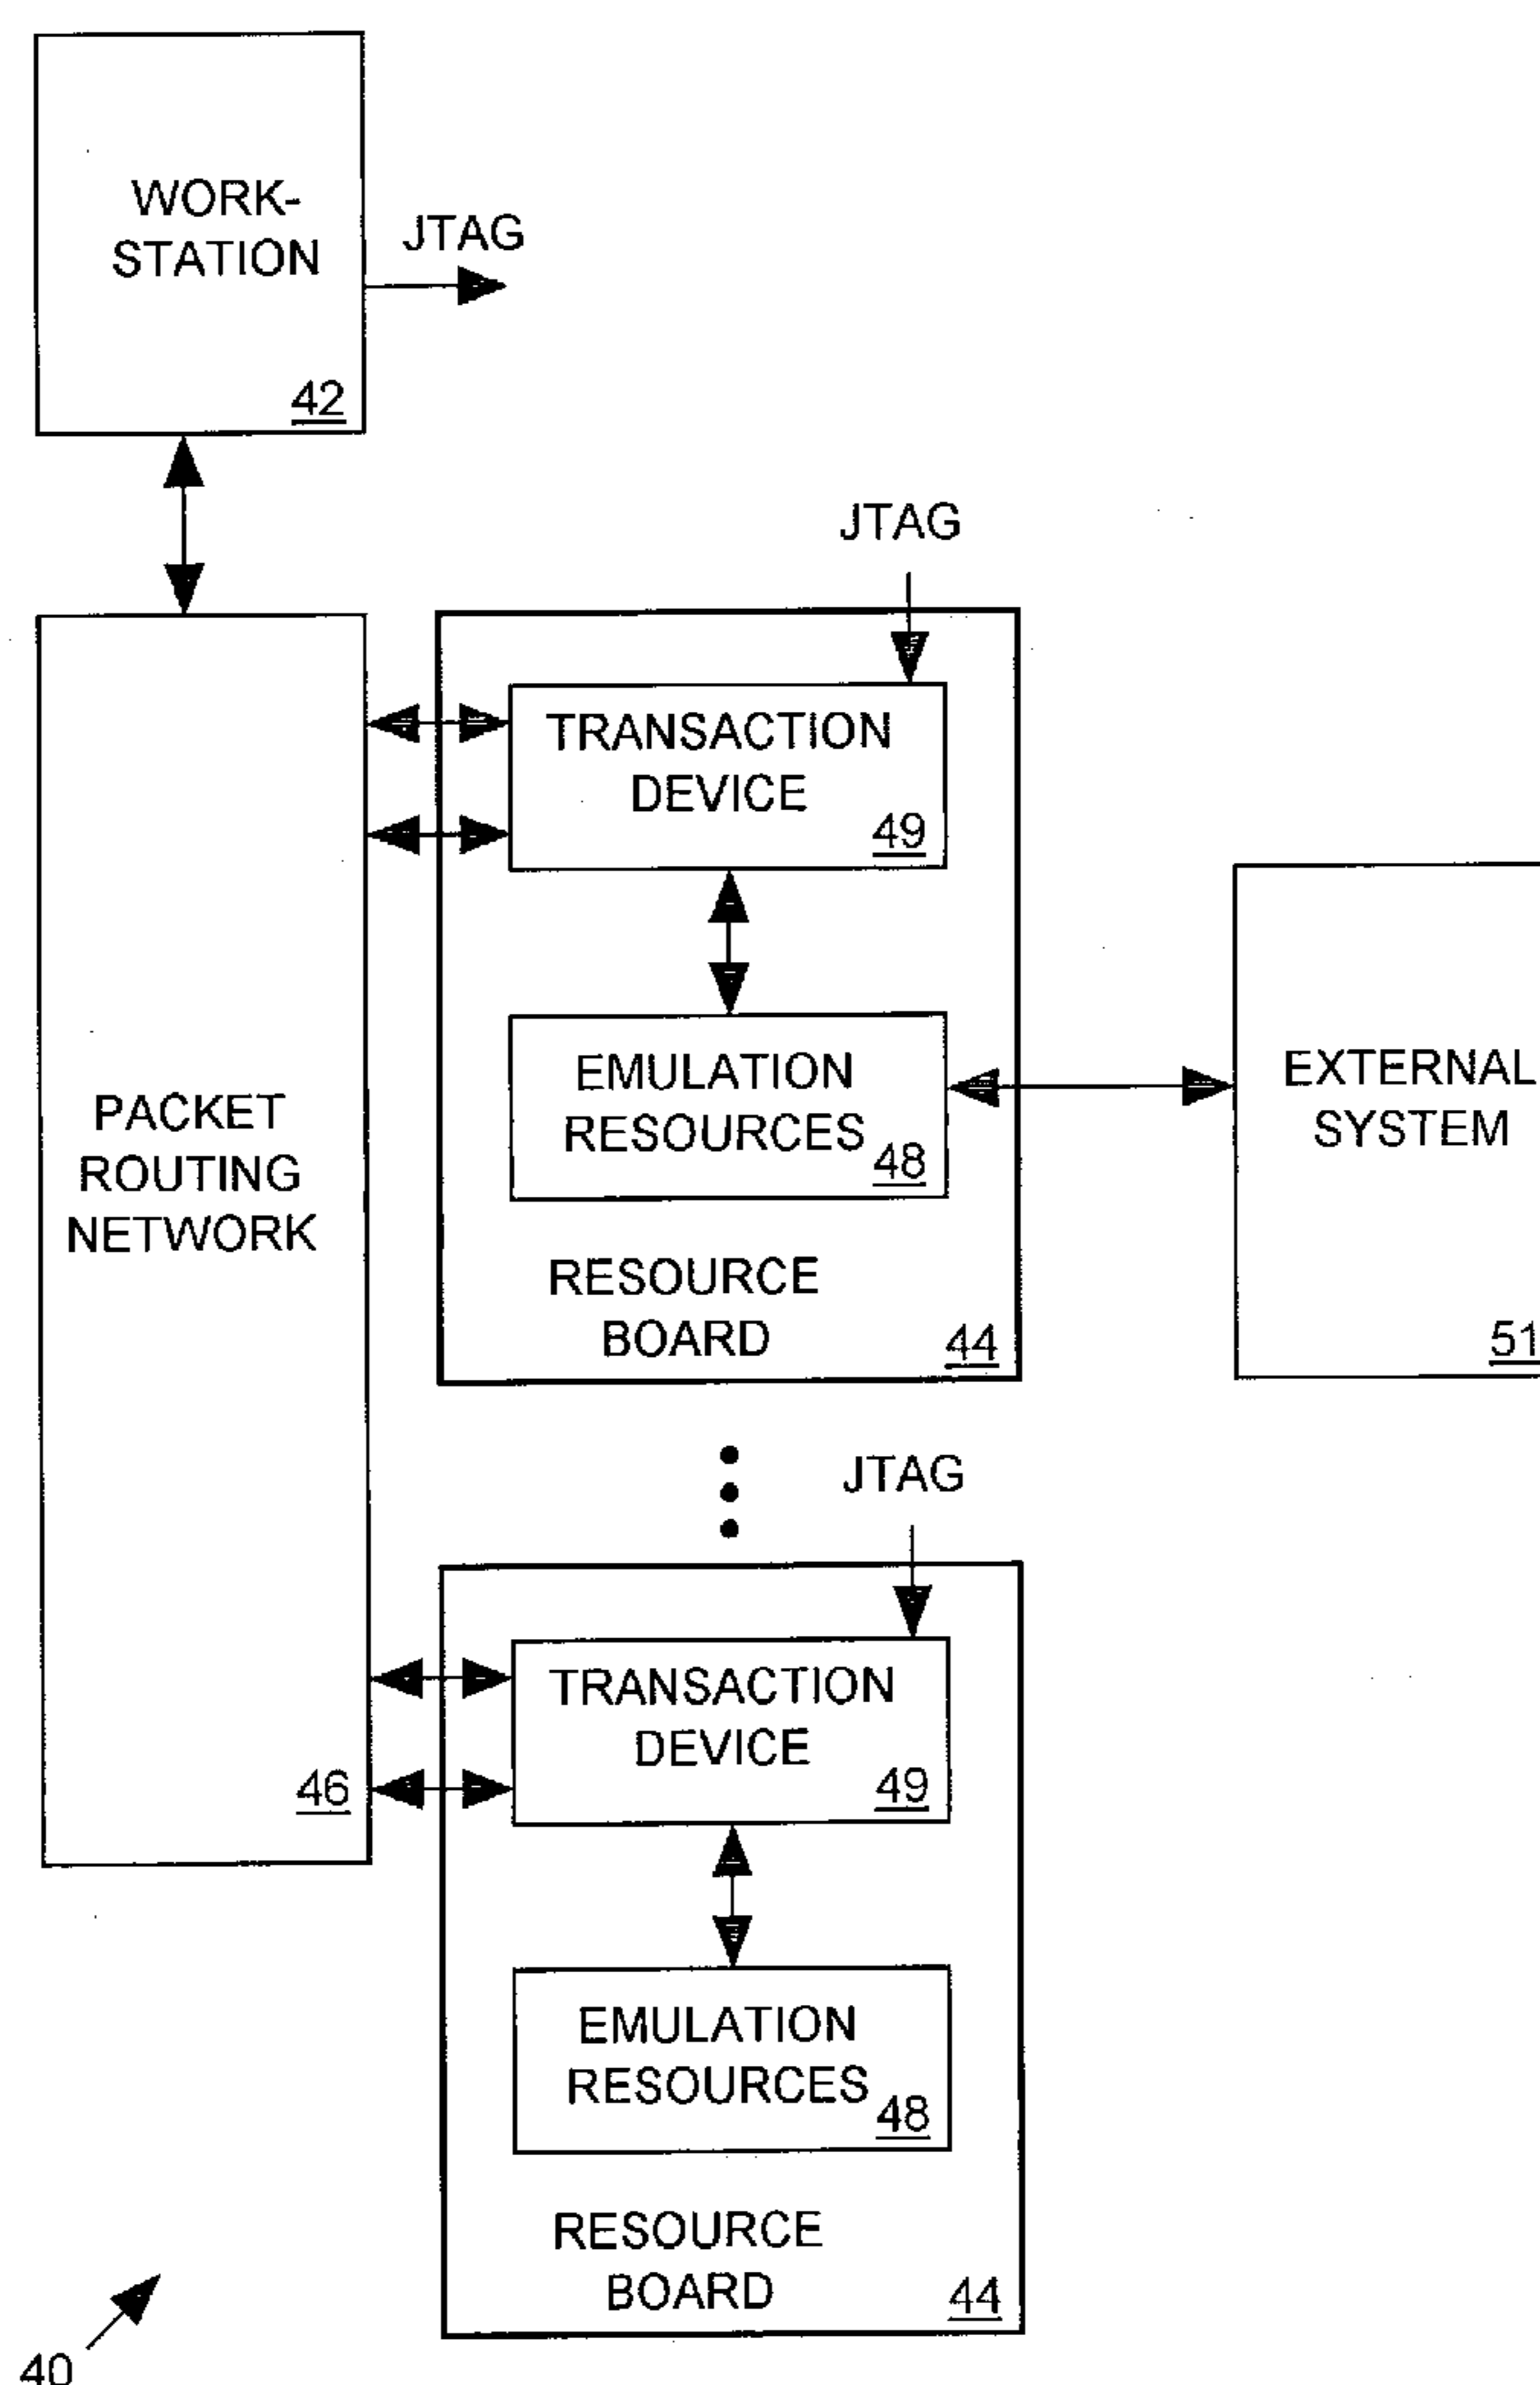 WORK-
STATION
42
JTAG
JTAG
TRANSACTION
DEVICE
49
EMULATION
RESOURCES
48
RESOURCE
BOARD
44
EXTERNAL
SYSTEM
51
PACKET
ROUTING
NETWORK
46
JTAG
TRANSACTION
DEVICE
49
EMULATION
RESOURCES
48
RESOURCE
BOARD
44
40